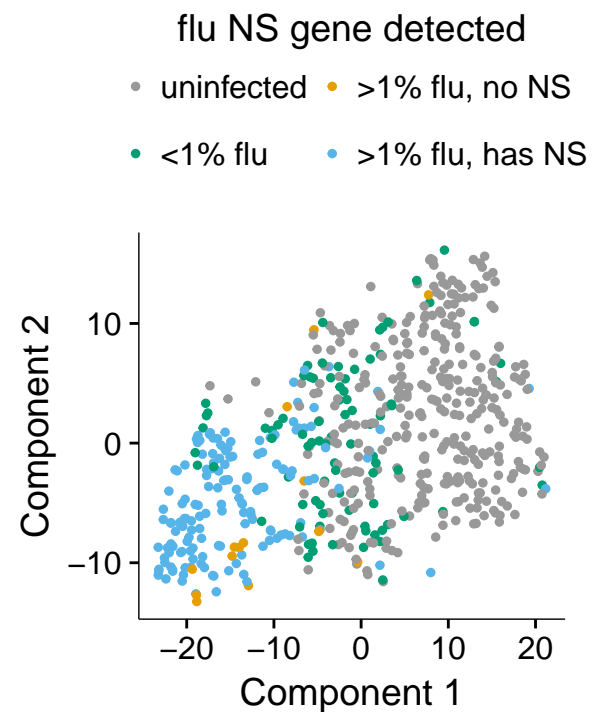 flu NS gene detected
uninfected >1% flu, no NS
<1% flu >1% flu, has NS
10
0
−10
Component 2
−20 −10 0 10 20
Component 1